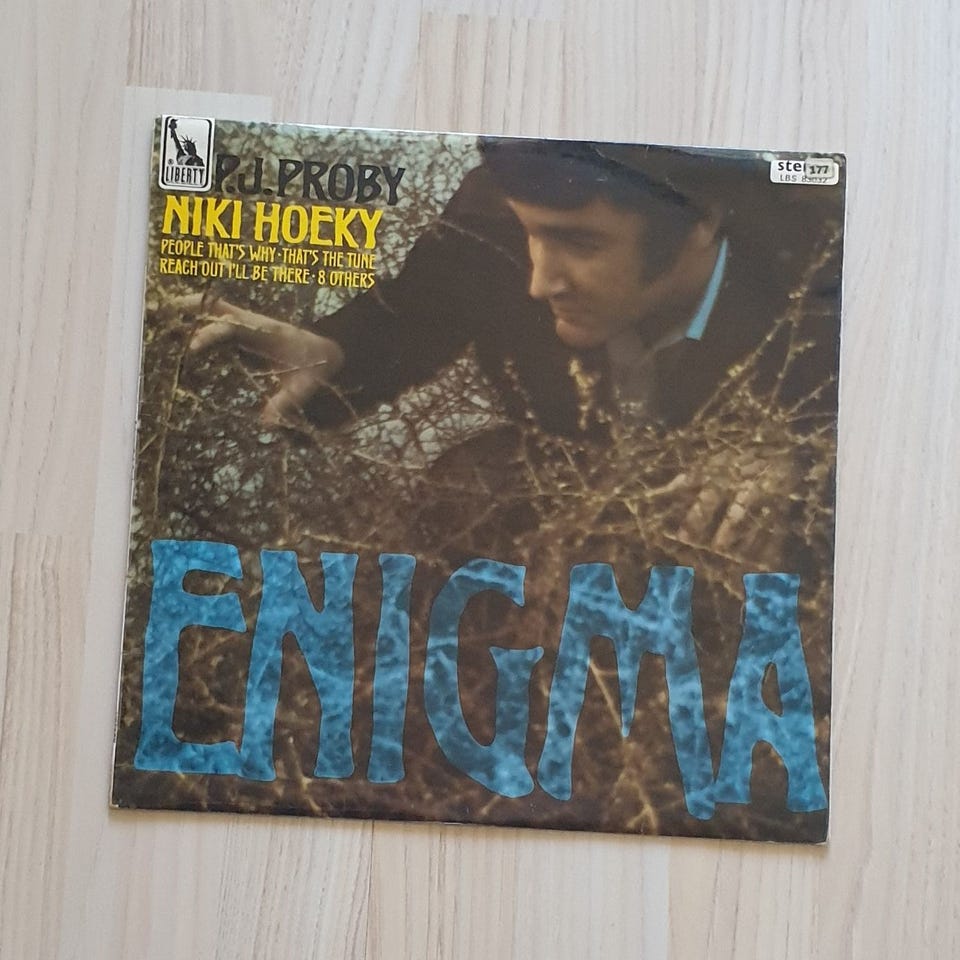 LIBERTY
P.J. PROBY
NIKI HOEKY
PEOPLE THAT'S WHY · THAT'S THE TUNE
REACH OUT I'LL BE THERE · 8 OTHERS
177
LBS
ENIGMA